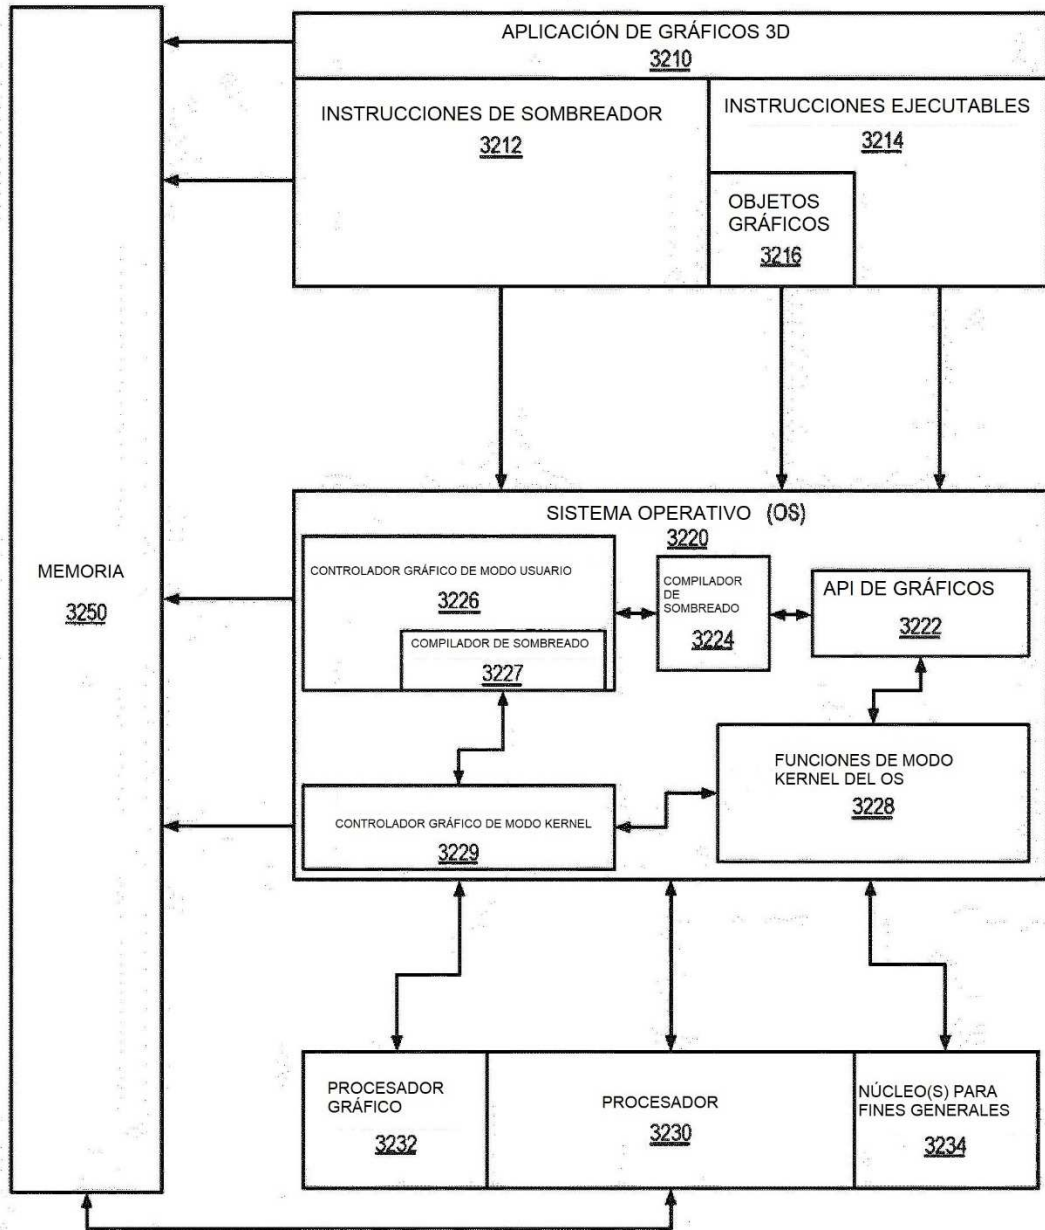 APLICACIÓN DE GRÁFICOS 3D
3210
INSTRUCCIONES DE SOMBREADOR
3212
INSTRUCCIONES EJECUTABLES
3214
OBJETOS
GRÁFICOS
3216
MEMORIA
3250
SISTEMA OPERATIVO (OS)
3220
CONTROLADOR GRÁFICO DE MODO USUARIO
3226
COMPILADOR DE SOMBREADO
3227
COMPILADOR
DE
SOMBREADO
3224
API DE GRÁFICOS
3222
FUNCIONES DE MODO
KERNEL DEL OS
3228
CONTROLADOR GRÁFICO DE MODO KERNEL
3229
PROCESADOR
GRÁFICO
3232
PROCESADOR
3230
NÚCLEO(S) PARA
FINES GENERALES
3234